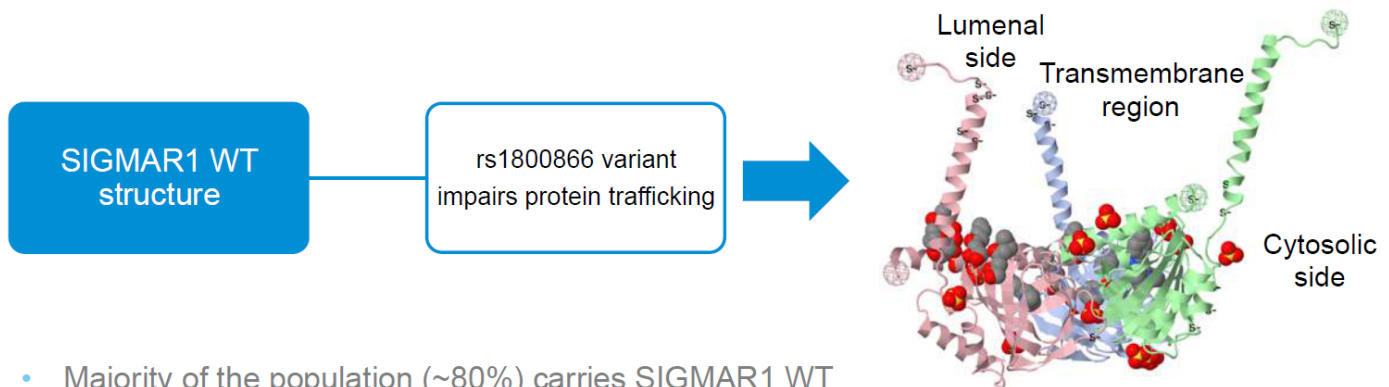 SIGMAR1 WT
structure
rs1800866 variant
impairs protein trafficking
Lumenal
side
Transmembrane
region
Cytosolic
side
• Majority of the population (~80%) carries SIGMAR1 WT